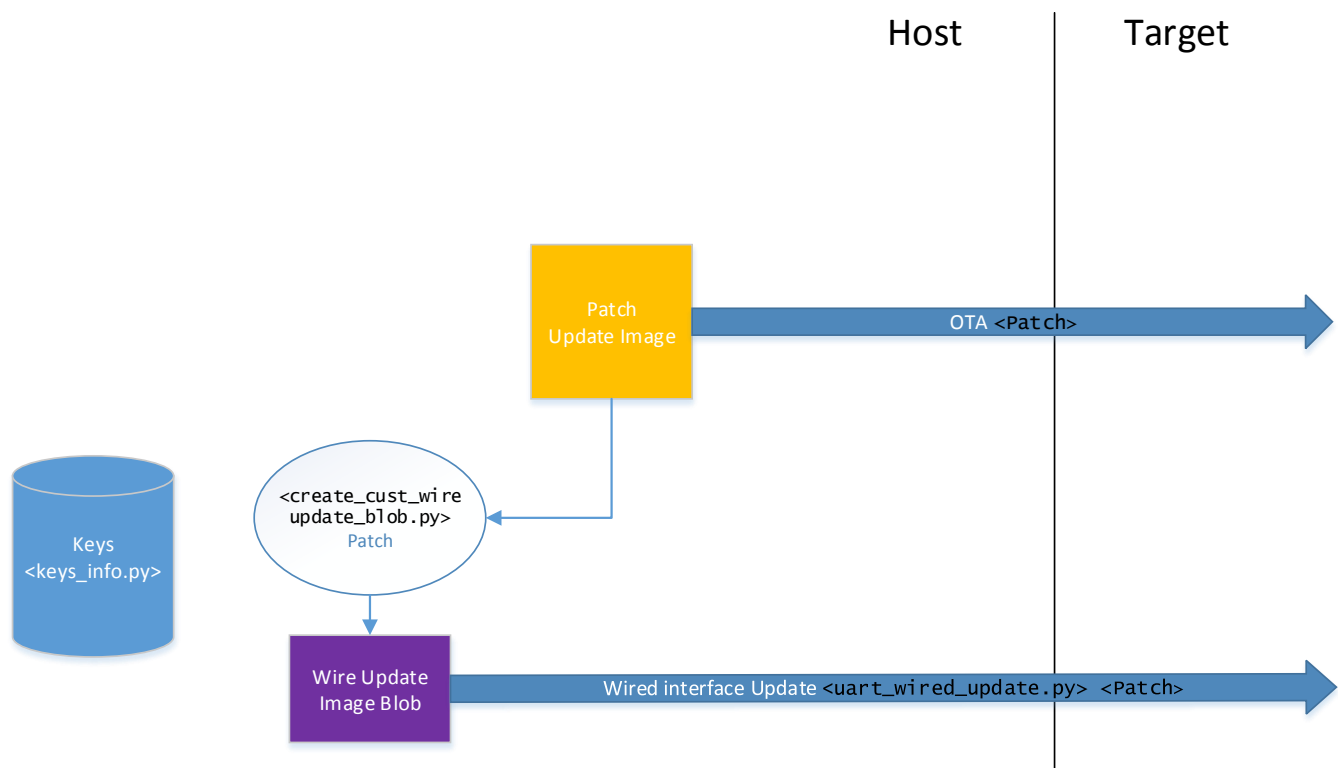 Host
Target
Patch
Update Image
OTA <Patch>
<create_cust_wire
update_blob.py>
Patch
Keys
<keys_info.py>
Wire Update
Image Blob
Wired interface Update <uart_wired_update.py> <Patch>